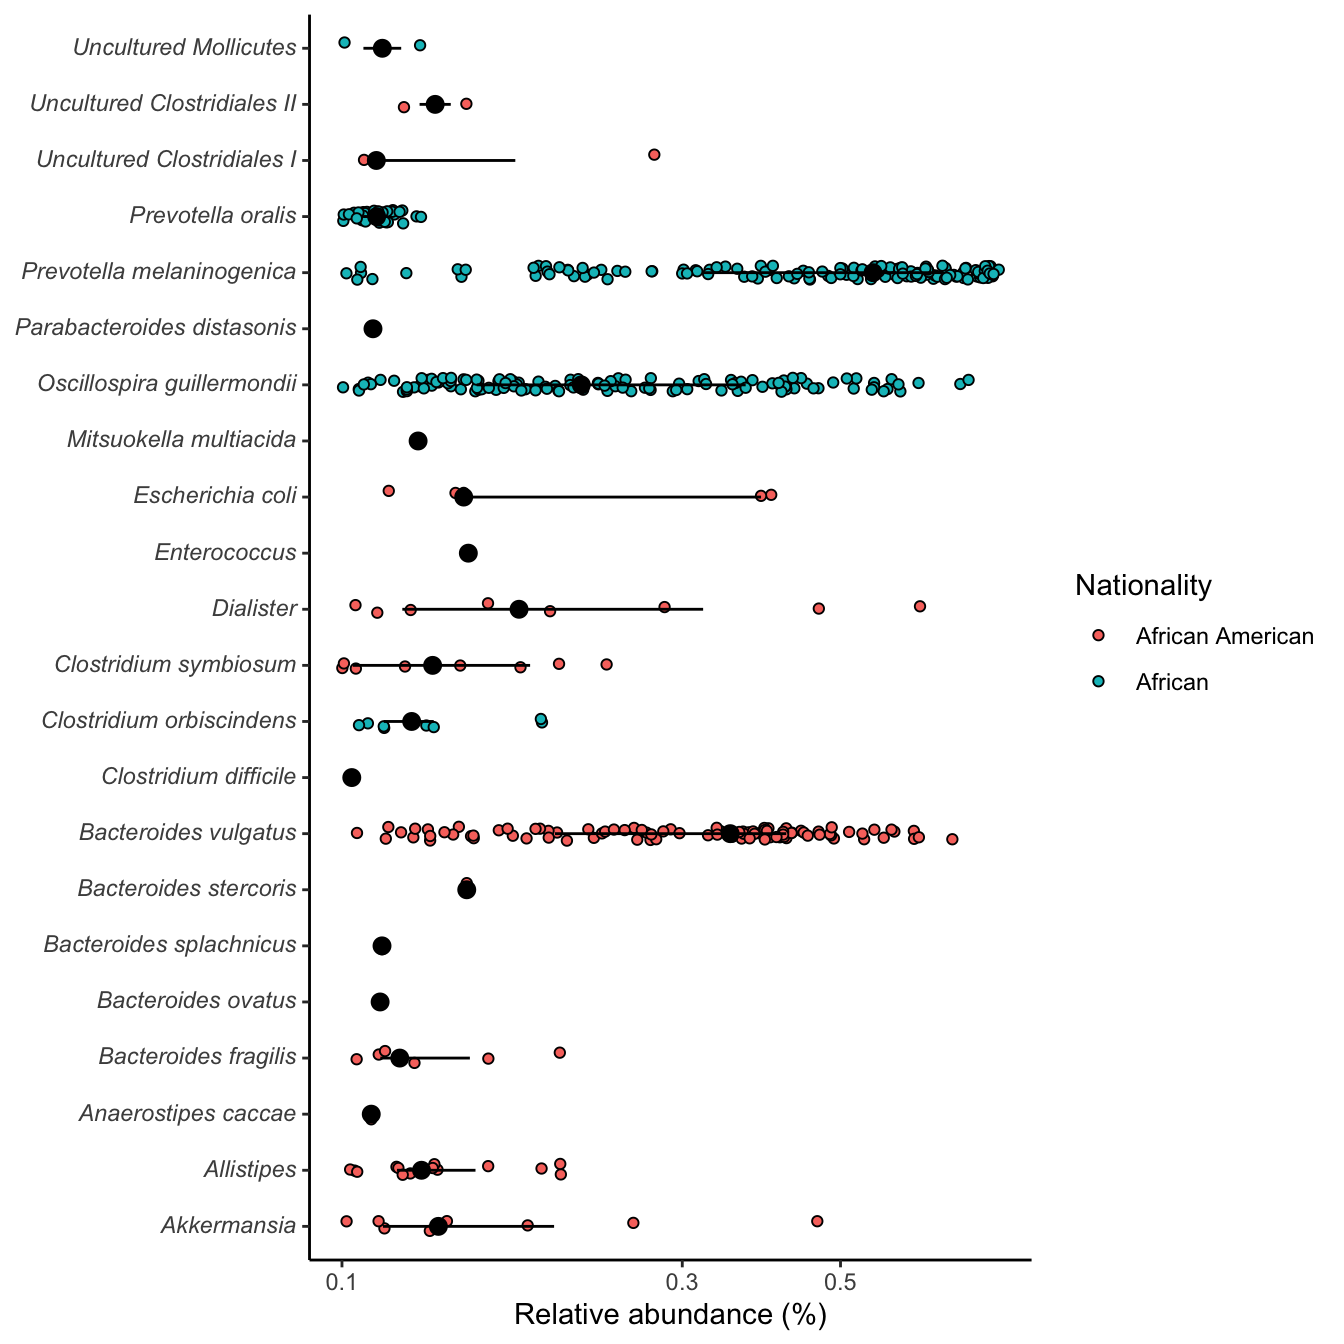 Uncultured Mollicutes
Uncultured Clostridiales II
Uncultured Clostridiales I
Prevotella oralis
Prevotella melaninogenica
Parabacteroides distasonis
Oscillospira guillermondii
Mitsuokella multiacida
Escherichia coli
Enterococcus
Dialister
Clostridium symbiosum
Clostridium orbiscindens
Clostridium difficile
Bacteroides vulgatus
Bacteroides stercoris
Bacteroides splachnicus
Bacteroides ovatus
Bacteroides fragilis
Anaerostipes caccae
Allistipes
Akkermansia
0.1 0.3 0.5
Relative abundance (%)
Nationality
African American
African